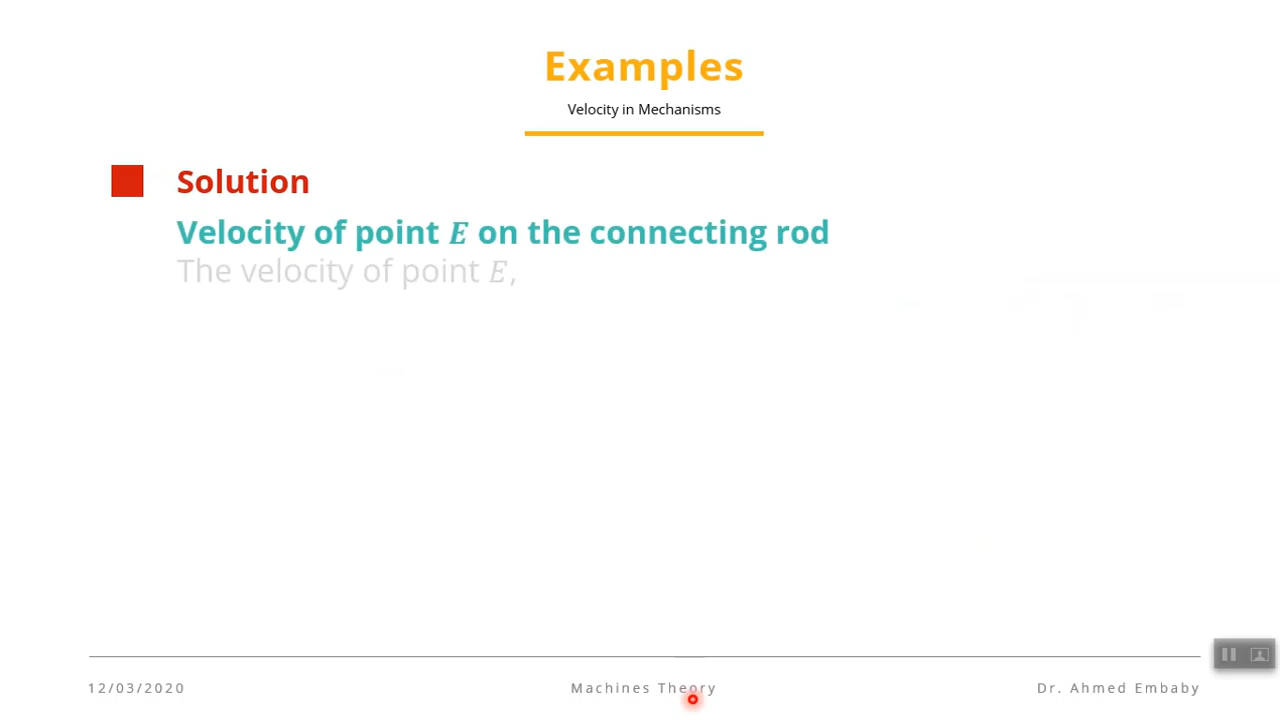 Examples
Velocity in Mechanisms
Solution
Velocity of point E on the connecting rod
The velocity of point E,
12/03/2020
Machines Theory
Dr. Ahmed Embaby